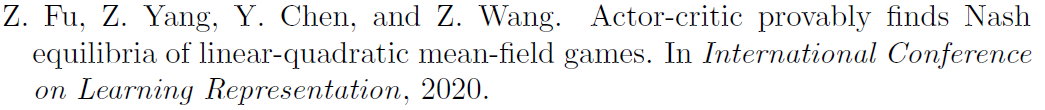 Z. Fu, Z. Yang, Y. Chen, and Z. Wang. Actor-critic provably finds Nash
equilibria of linear-quadratic mean-field games. In International Conference
on Learning Representation, 2020.